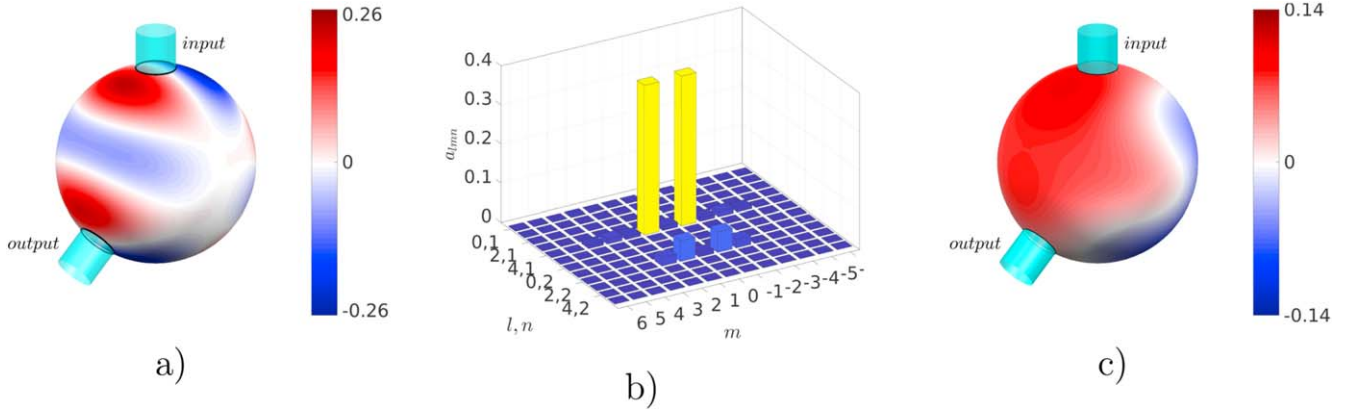 input
output
0.26
0
-0.26
a)
0.4
0.3
0.2
0.1
0
a_{lmn}
0,1
2,1
4,1
0,2
2,2
4,2
l, n
6 5 4 3 2 1 0 -1-2-3-4-5-
m
b)
input
output
0.14
0
-0.14
c)